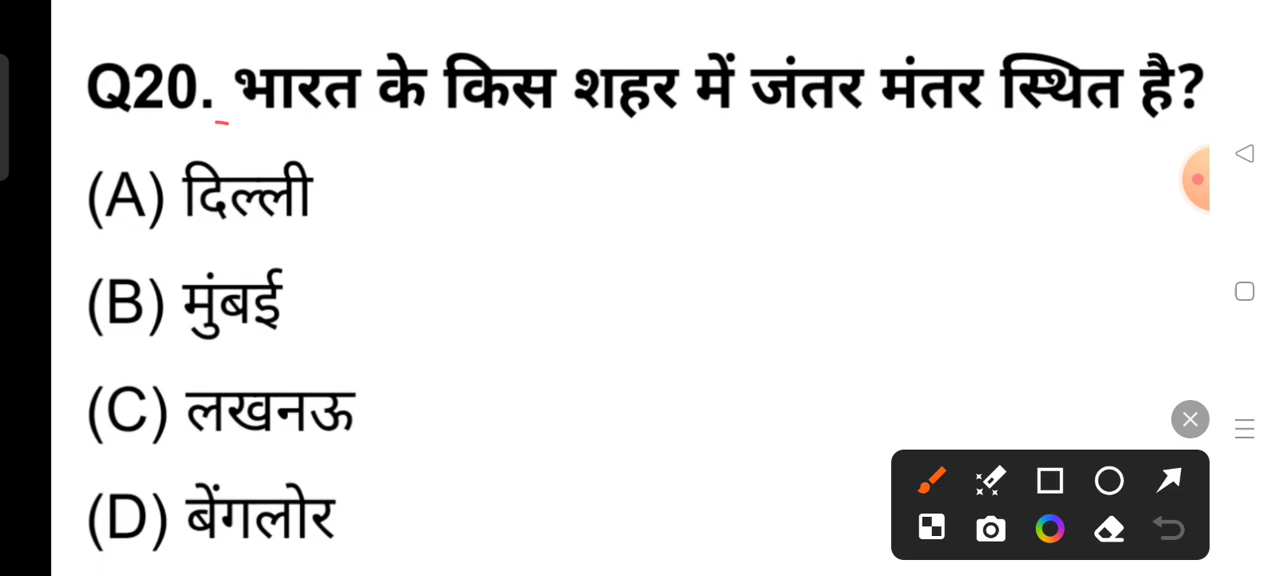 Q20. भारत के किस शहर में जंतर मंतर स्थित है?
(A) दिल्ली
(B) मुंबई
(C) लखनऊ
(D) बेंगलोर